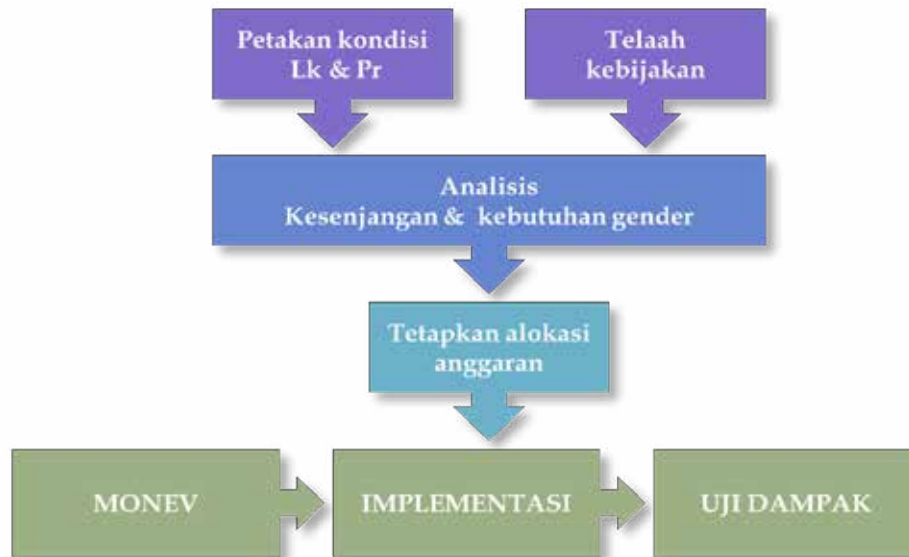 Petakan kondisi
Lk & Pr
Telaah
kebijakan
Analisis
Kesenjangan & kebutuhan gender
Tetapkan alokasi
anggaran
MONEV
IMPLEMENTASI
UJI DAMPAK